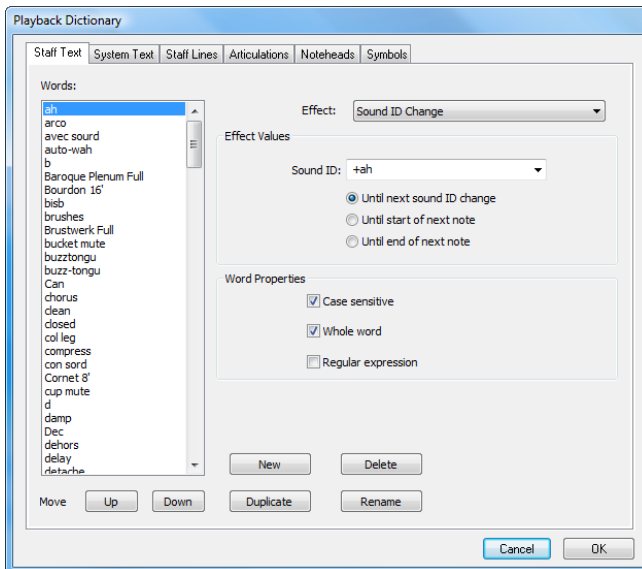 Playback Dictionary
Staff Text System Text Staff Lines Articulations Noteheads Symbols
Words:
ah
arco
avec sourd
auto-wah
b
Baroque Plenum Full
Bourdon 16'
bisb
brushes
Brustwerk Full
bucket mute
buzztongu
buzz-tongu
Can
chorus
clean
closed
col leg
compress
con sord
Cornet 8'
cup mute
d
damp
Dec
dehors
delay
detache
Move Up Down
Effect: Sound ID Change
Effect Values
Sound ID: +ah
Until next sound ID change
Until start of next note
Until end of next note
Word Properties
Case sensitive
Whole word
Regular expression
New Delete
Duplicate Rename
Cancel OK